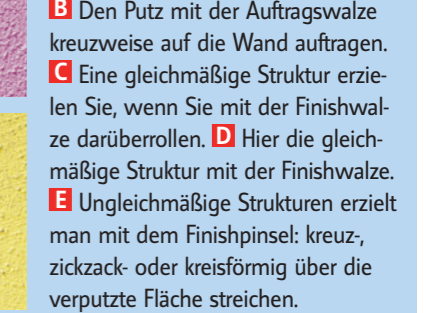 B Den Putz mit der Auftragswalze
kreuzweise auf die Wand auftragen.
C Eine gleichmäßige Struktur erzie-
len Sie, wenn Sie mit der Finishwal-
ze darüberrollen. D Hier die gleich-
mäßige Struktur mit der Finishwalze.
E Ungleichmäßige Strukturen erzielt
man mit dem Finishpinsel: kreuz-,
zickzack- oder kreisförmig über die
verputzte Fläche streichen.